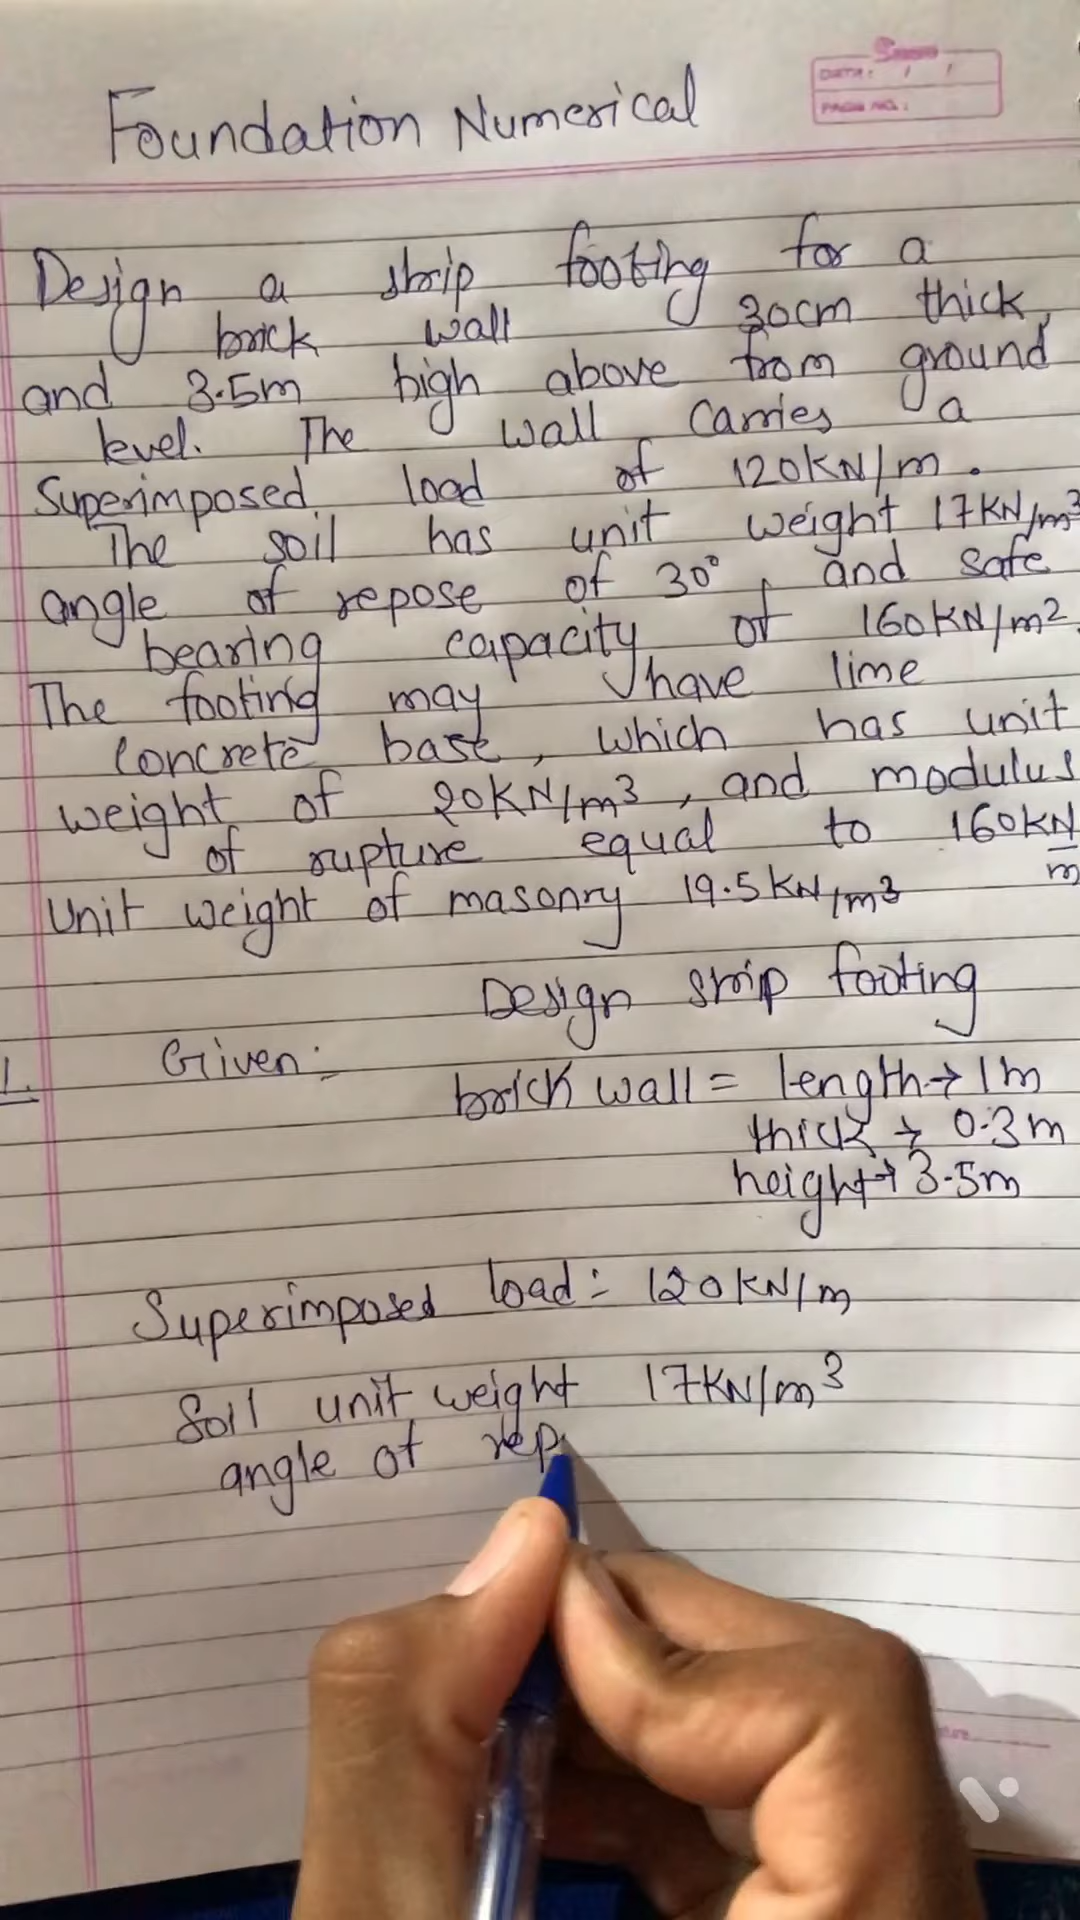 DATE: / /
PAGE NO.:
Foundation Numerical
Design a strip footing for a
brick wall 30cm thick,
and 3.5m high above from ground
level. The wall carries a
Superimposed load of 120KN/m.
The soil has unit weight 17KN/m³
angle of repose of 30°, and safe
bearing capacity of 160KN/m2.
The footing may have lime
concrete base, which has unit
weight of 20KN/m3, and modulus
of rupture equal to 160KN/m
Unit weight of masonry 19.5KN/m3
Design strip footing
1. Given:-
brick wall = length→1m
thick → 0.3m
height→3.5m
Superimposed load: 120KN/m
Soil unit weight 17KN/m3
angle of rep